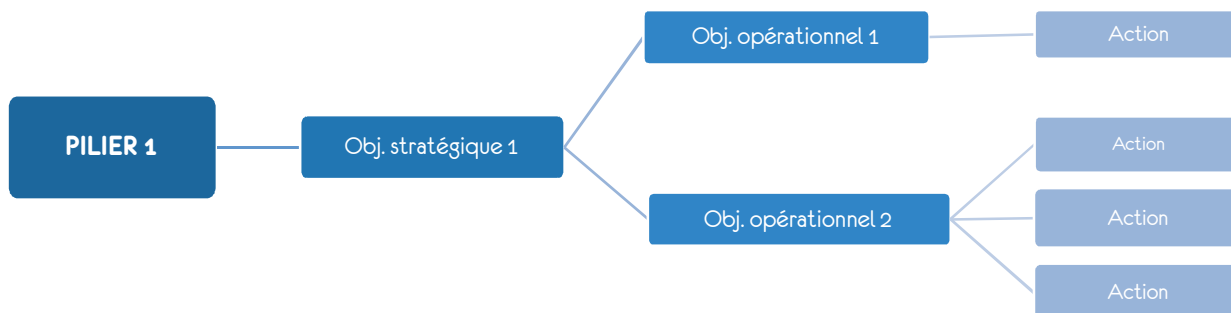 PILIER 1
Obj. stratégique 1
Obj. opérationnel 1
Action
Obj. opérationnel 2
Action
Action
Action